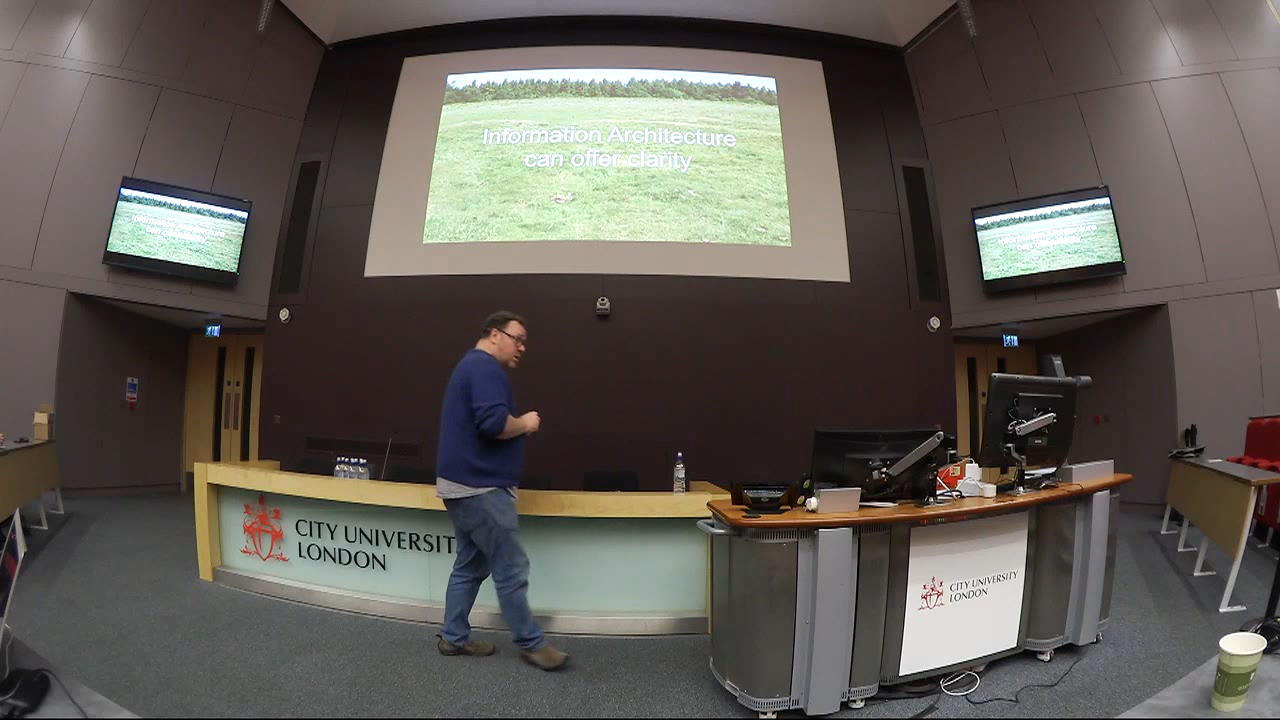 Information Architecture
can offer clarity
CITY UNIVERSIT
LONDON
CITY UNIVERSITY
LONDON